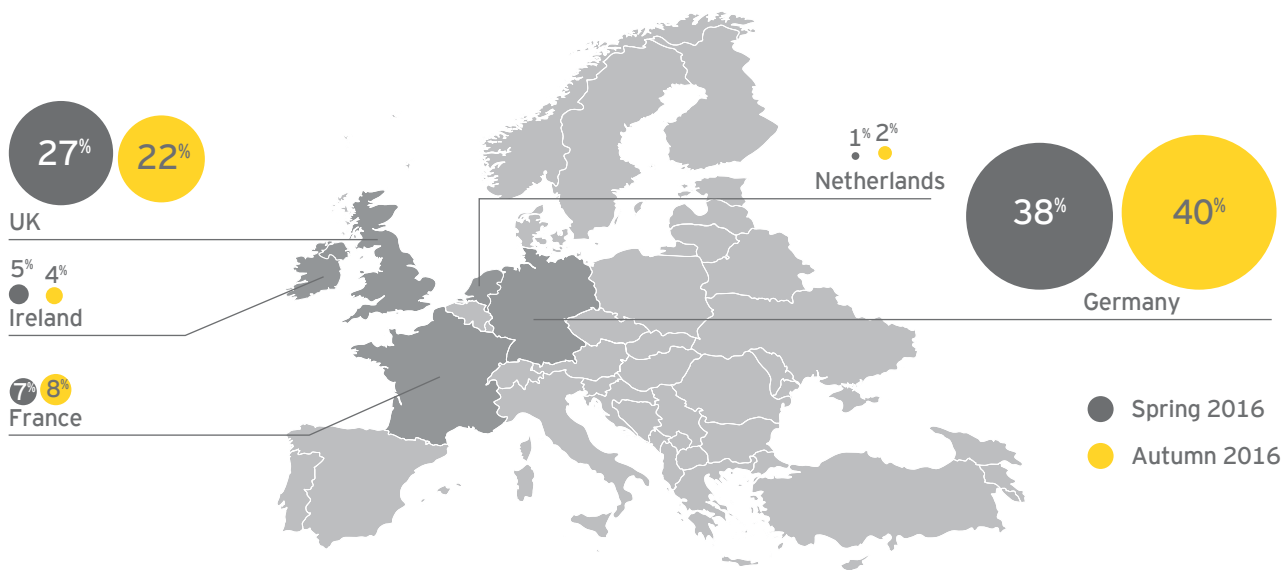 27% 22%
UK
5% 4%
Ireland
7% 8%
France
1% 2%
Netherlands
38% 40%
Germany
Spring 2016
Autumn 2016